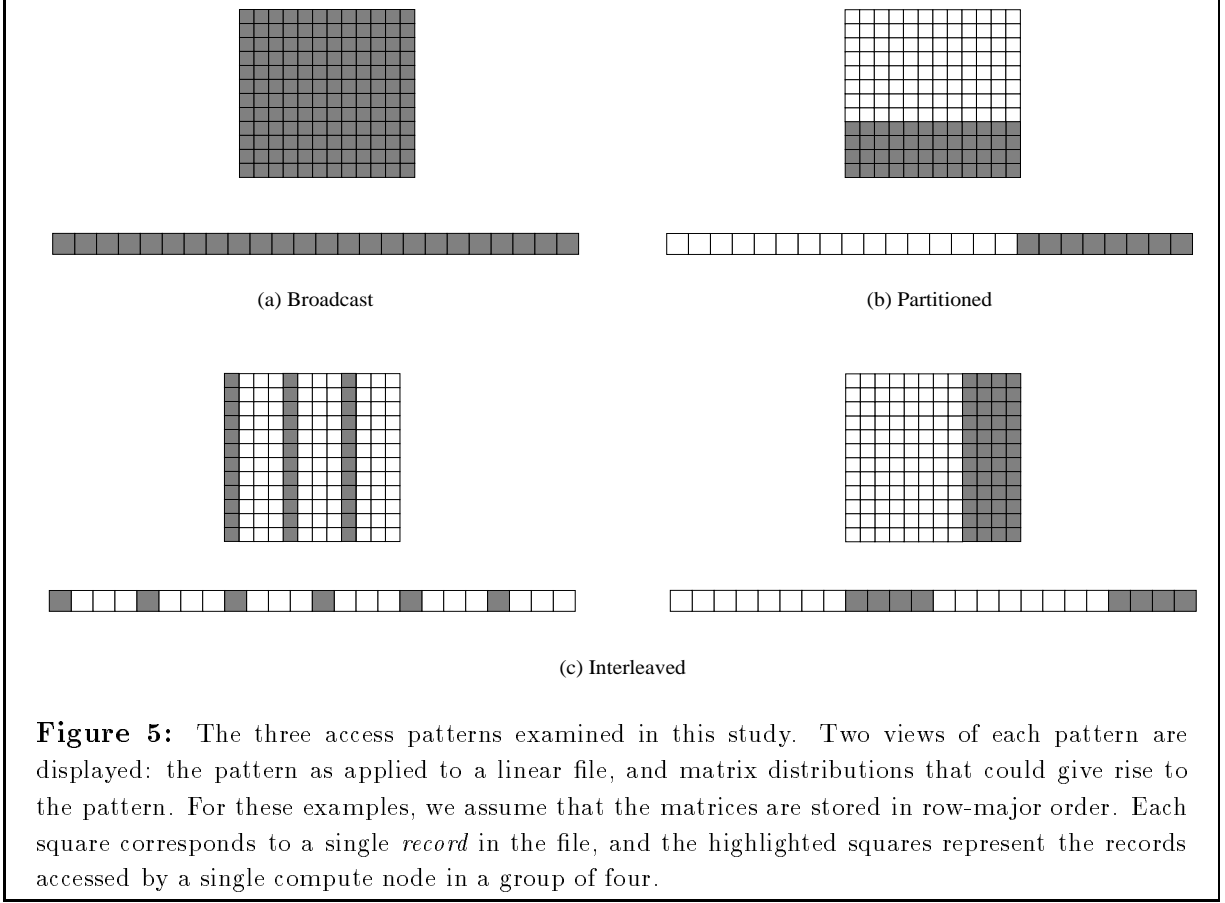 (a) Broadcast
(b) Partitioned
(c) Interleaved
Figure 5: The three access patterns examined in this study. Two views of each pattern are
displayed: the pattern as applied to a linear file, and matrix distributions that could give rise to
the pattern. For these examples, we assume that the matrices are stored in row-major order. Each
square corresponds to a single record in the file, and the highlighted squares represent the records
accessed by a single compute node in a group of four.